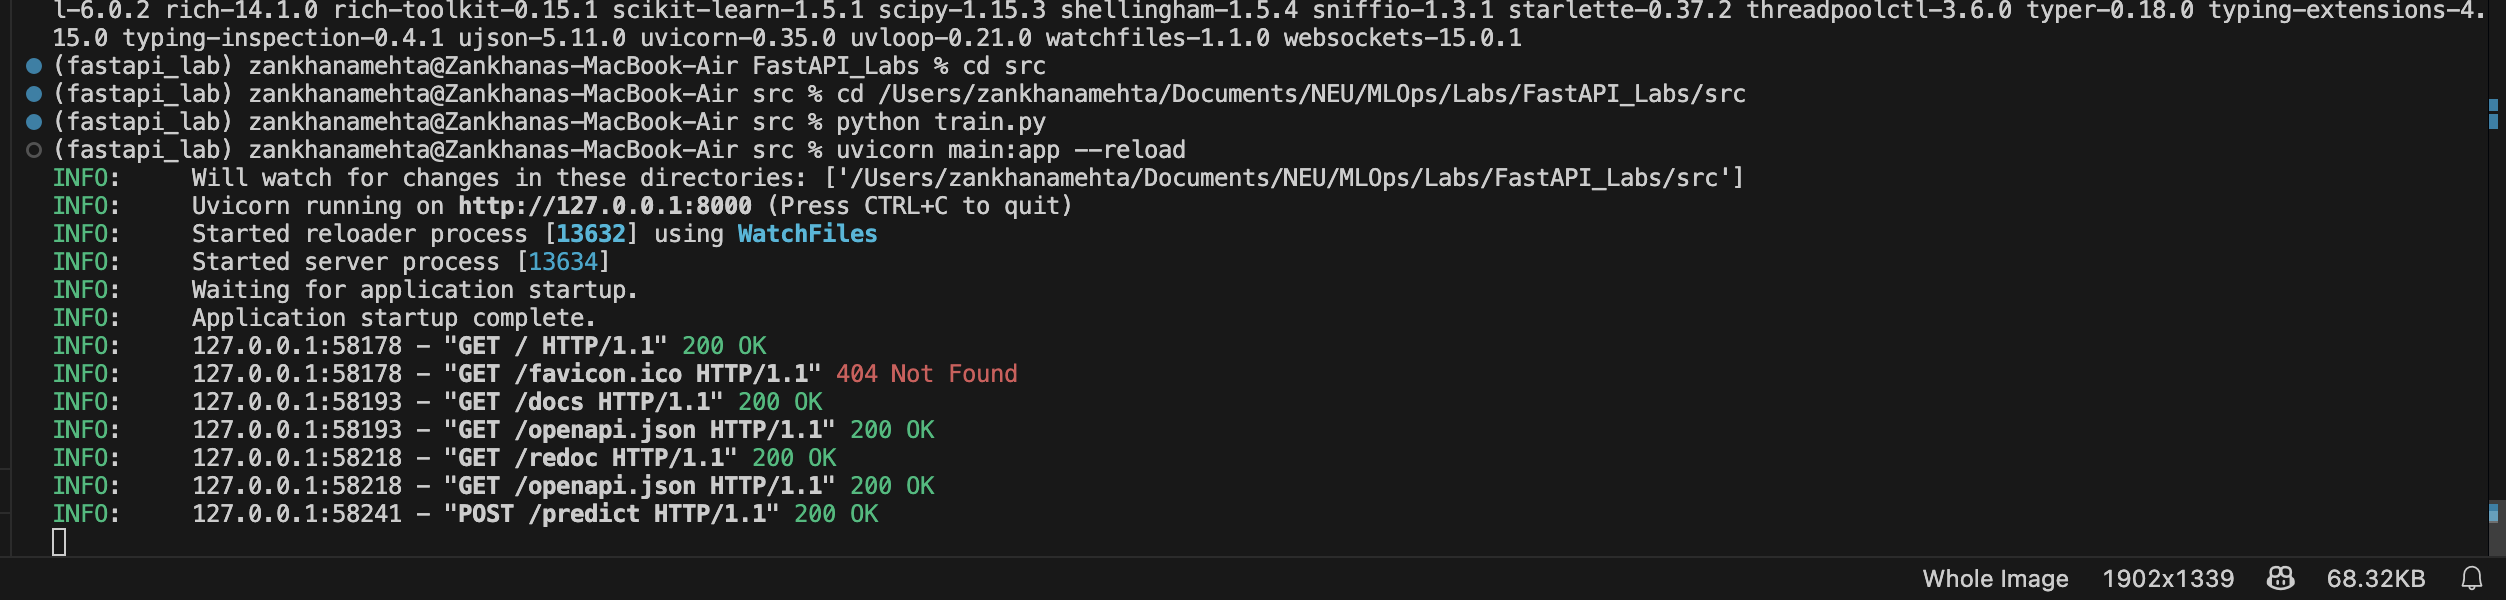 l-6.0.2 rich-14.1.0 rich-toolkit-0.15.1 scikit-learn-1.5.1 scipy-1.15.3 shellingham-1.5.4 sniffio-1.3.1 starlette-0.37.2 threadpoolctl-3.6.0 typer-0.18.0 typing-extensions-4.
15.0 typing-inspection-0.4.1 ujson-5.11.0 uvicorn-0.35.0 uvloop-0.21.0 watchfiles-1.1.0 websockets-15.0.1
(fastapi_lab) zankhanamehta@Zankhanas-MacBook-Air FastAPI_Labs % cd src
(fastapi_lab) zankhanamehta@Zankhanas-MacBook-Air src % cd /Users/zankhanamehta/Documents/NEU/MLOps/Labs/FastAPI_Labs/src
(fastapi_lab) zankhanamehta@Zankhanas-MacBook-Air src % python train.py
(fastapi_lab) zankhanamehta@Zankhanas-MacBook-Air src % uvicorn main:app --reload
INFO:     Will watch for changes in these directories: ['/Users/zankhanamehta/Documents/NEU/MLOps/Labs/FastAPI_Labs/src']
INFO:     Uvicorn running on http://127.0.0.1:8000 (Press CTRL+C to quit)
INFO:     Started reloader process [13632] using WatchFiles
INFO:     Started server process [13634]
INFO:     Waiting for application startup.
INFO:     Application startup complete.
INFO:     127.0.0.1:58178 - "GET / HTTP/1.1" 200 OK
INFO:     127.0.0.1:58178 - "GET /favicon.ico HTTP/1.1" 404 Not Found
INFO:     127.0.0.1:58193 - "GET /docs HTTP/1.1" 200 OK
INFO:     127.0.0.1:58193 - "GET /openapi.json HTTP/1.1" 200 OK
INFO:     127.0.0.1:58218 - "GET /redoc HTTP/1.1" 200 OK
INFO:     127.0.0.1:58218 - "GET /openapi.json HTTP/1.1" 200 OK
INFO:     127.0.0.1:58241 - "POST /predict HTTP/1.1" 200 OK
Whole Image 1902x1339 68.32KB